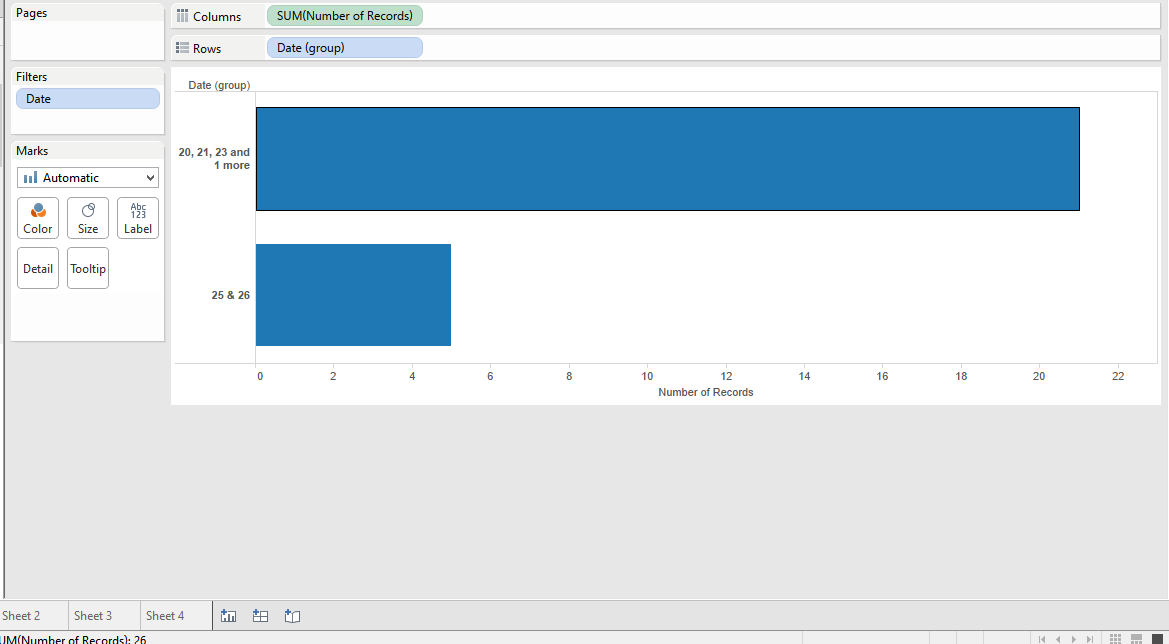 Pages
Columns
SUM(Number of Records)
Rows
Date (group)
Filters
Date
Marks
Automatic
Color
Size
Abc
123
Label
Detail
Tooltip
Date (group)
20, 21, 23 and
1 more
25 & 26
0 2 4 6 8 10 12 14 16 18 20 22
Number of Records
Sheet 2
Sheet 3
Sheet 4
UM(Number of Records): 26